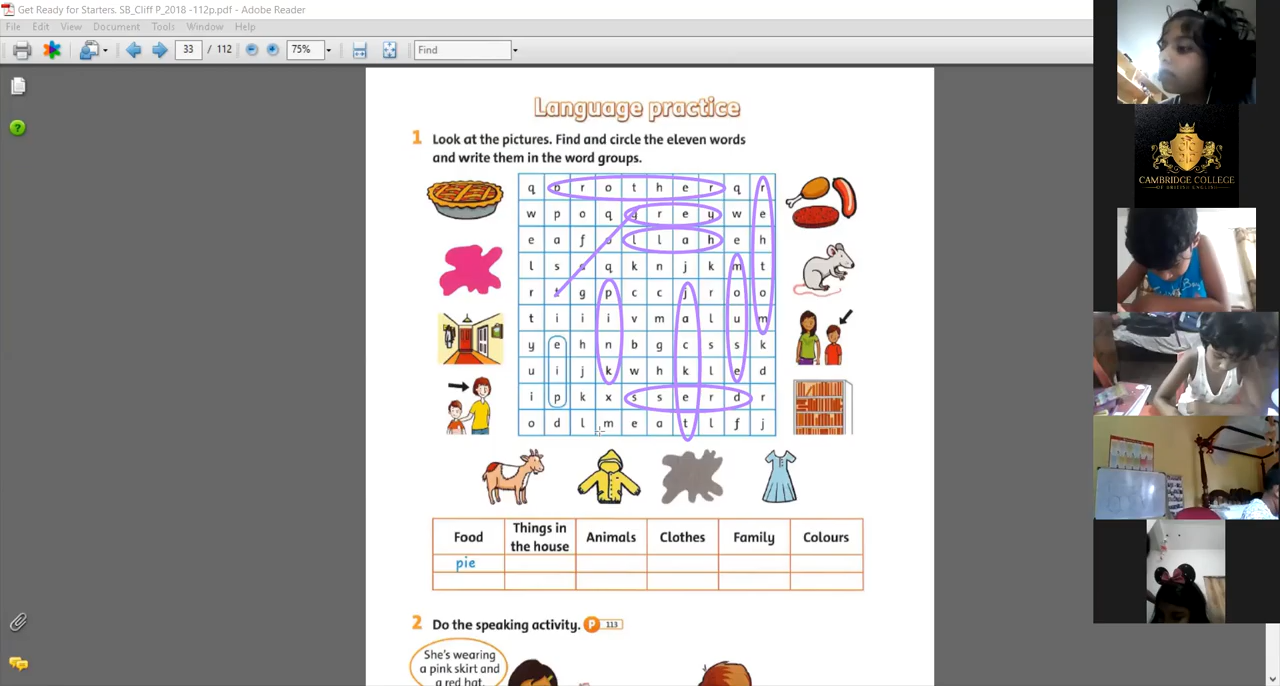 Get Ready for Starters. SB_Cliff P_2018 -112p.pdf - Adobe Reader
File Edit View Document Tools Window Help
33 / 112 75% Find
Language practice
1 Look at the pictures. Find and circle the eleven words
and write them in the word groups.
q b r o t h e r q r
w p o q g r e y w e
e a f o l l a h e h
l s a q k n j k m t
r t g p c c j r o o
t i i i v m a l u m
y e h n b g c s s k
u i j k w h k l e d
i p k x s s e r d r
o d l m e a t l f j
Food Things in the house Animals Clothes Family Colours
pie
2 Do the speaking activity. P 113
She's wearing
a pink skirt and
a red hat.
CAMBRIDGE COLLEGE
OF BRITISH ENGLISH